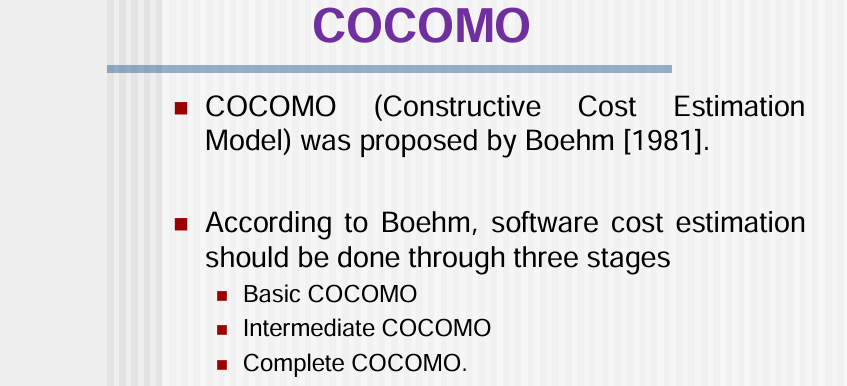 COCOMO
COCOMO (Constructive Cost Estimation
Model) was proposed by Boehm [1981].
According to Boehm, software cost estimation
should be done through three stages
Basic COCOMO
Intermediate COCOMO
Complete COCOMO.